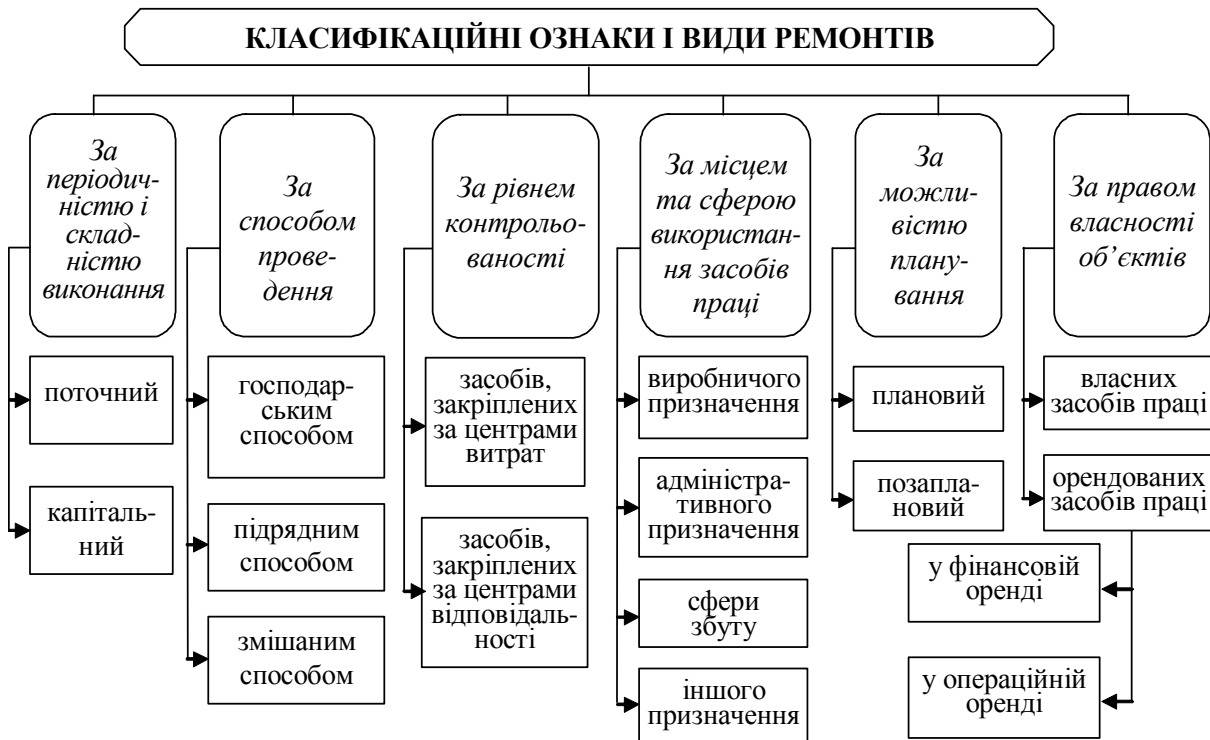 КЛАСИФІКАЦІЙНІ ОЗНАКИ І ВИДИ РЕМОНТІВ
За
періодич-
ністю і
склад-
ністю
виконання
поточний
капіталь-
ний
За
способом
прове-
дення
господар-
ським
способом
підрядним
способом
змішаним
способом
За рівнем
контрольо-
ваності
засобів,
закріплених
за центрами
витрат
засобів,
закріплених
за центрами
відповідаль-
ності
За місцем
та сферою
використан-
ня засобів
праці
виробничого
призначення
адміністра-
тивного
призначення
сфери
збуту
іншого
призначення
За
можли-
вістю
плану-
вання
плановий
позапла-
новий
За правом
власності
об’єктів
власних
засобів праці
орендованих
засобів праці
у фінансовій
оренді
у операційній
оренді